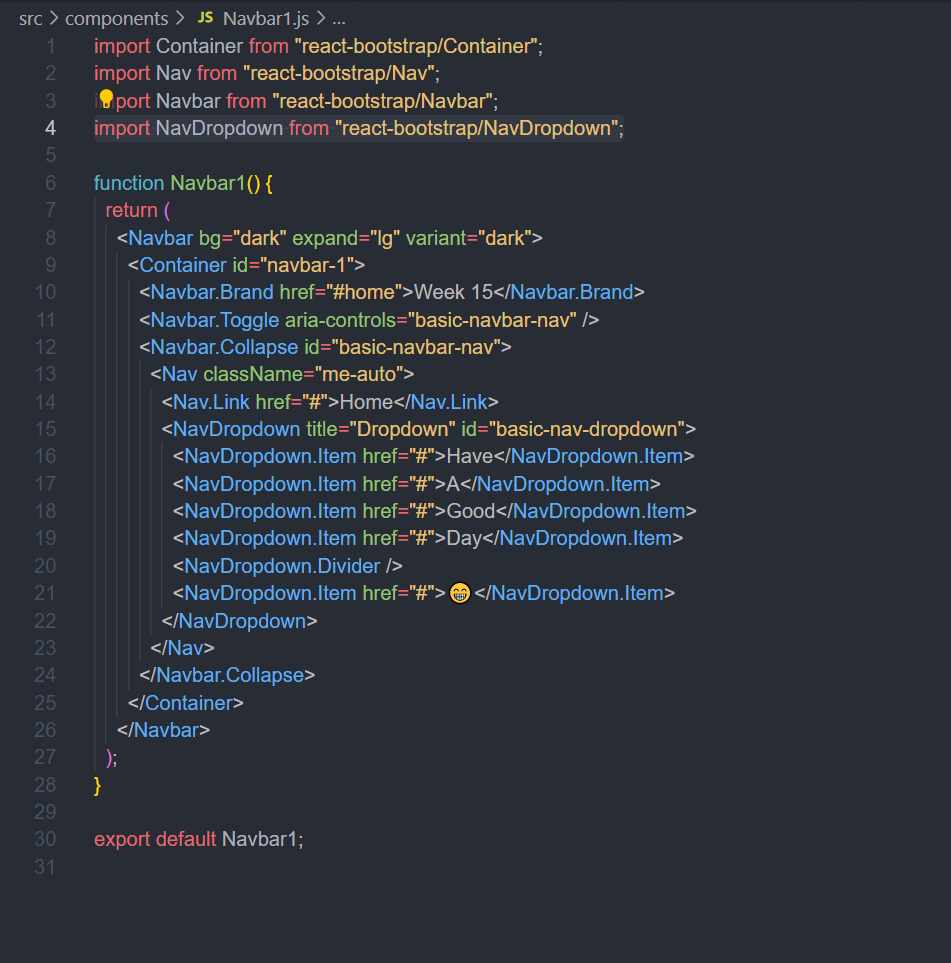 src > components > JS Navbar1.js > ...
1 import Container from "react-bootstrap/Container";
2 import Nav from "react-bootstrap/Nav";
3 import Navbar from "react-bootstrap/Navbar";
4 import NavDropdown from "react-bootstrap/NavDropdown";
5
6 function Navbar1() {
7   return (
8     <Navbar bg="dark" expand="lg" variant="dark">
9       <Container id="navbar-1">
10         <Navbar.Brand href="#home">Week 15</Navbar.Brand>
11         <Navbar.Toggle aria-controls="basic-navbar-nav" />
12         <Navbar.Collapse id="basic-navbar-nav">
13           <Nav className="me-auto">
14             <Nav.Link href="#">Home</Nav.Link>
15             <NavDropdown title="Dropdown" id="basic-nav-dropdown">
16               <NavDropdown.Item href="#">Have</NavDropdown.Item>
17               <NavDropdown.Item href="#">A</NavDropdown.Item>
18               <NavDropdown.Item href="#">Good</NavDropdown.Item>
19               <NavDropdown.Item href="#">Day</NavDropdown.Item>
20               <NavDropdown.Divider />
21               <NavDropdown.Item href="#">😁</NavDropdown.Item>
22             </NavDropdown>
23           </Nav>
24         </Navbar.Collapse>
25       </Container>
26     </Navbar>
27   );
28 }
29
30 export default Navbar1;
31